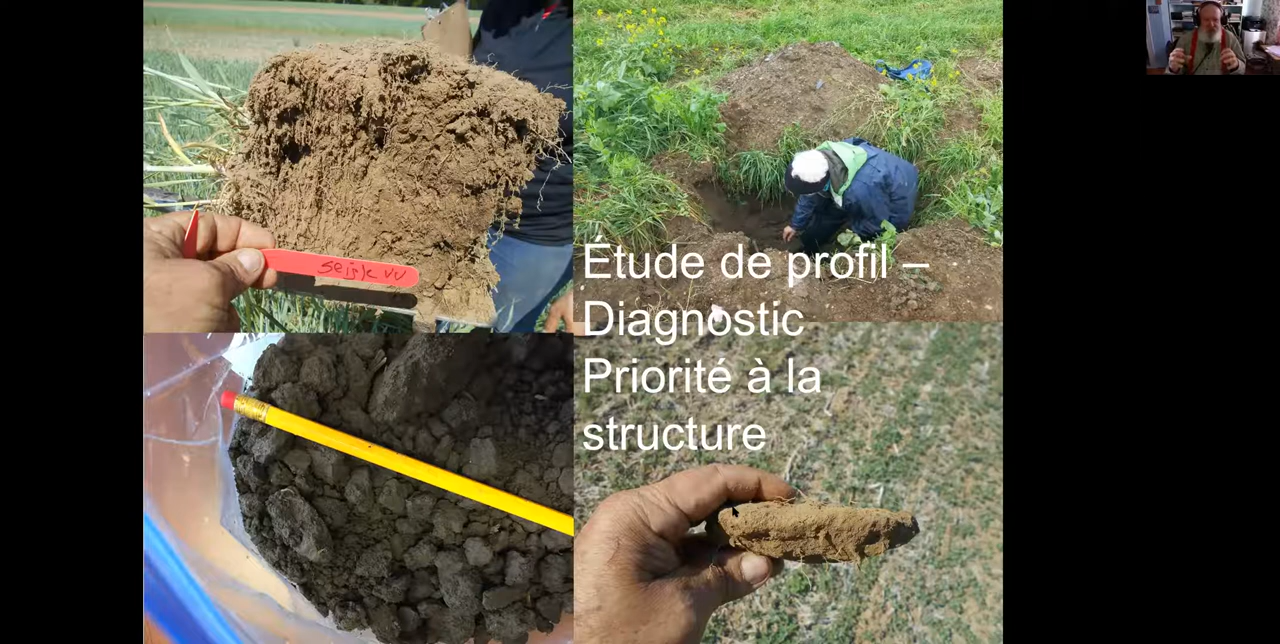 Étude de profil –
Diagnostic
Priorité à la
structure